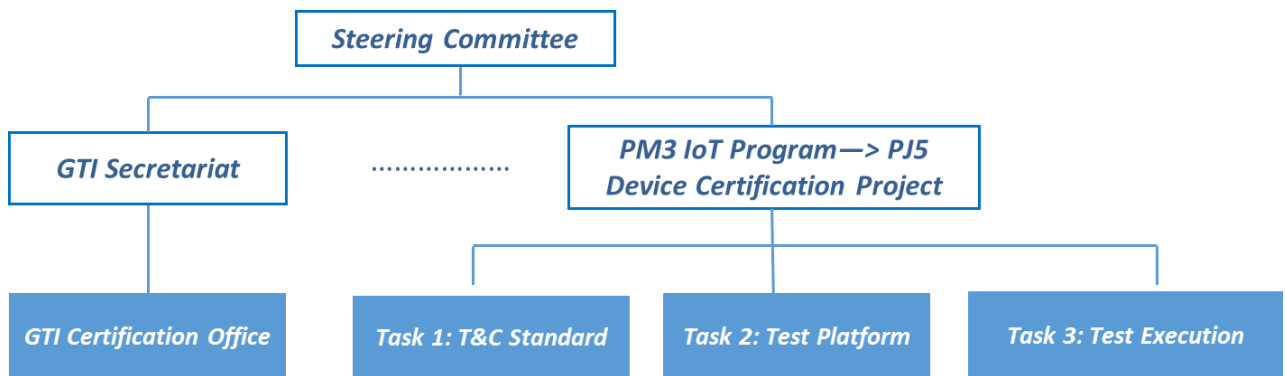 Steering Committee
GTI Secretariat
………………
PM3 IoT Program—> PJ5
Device Certification Project
GTI Certification Office
Task 1: T&C Standard
Task 2: Test Platform
Task 3: Test Execution